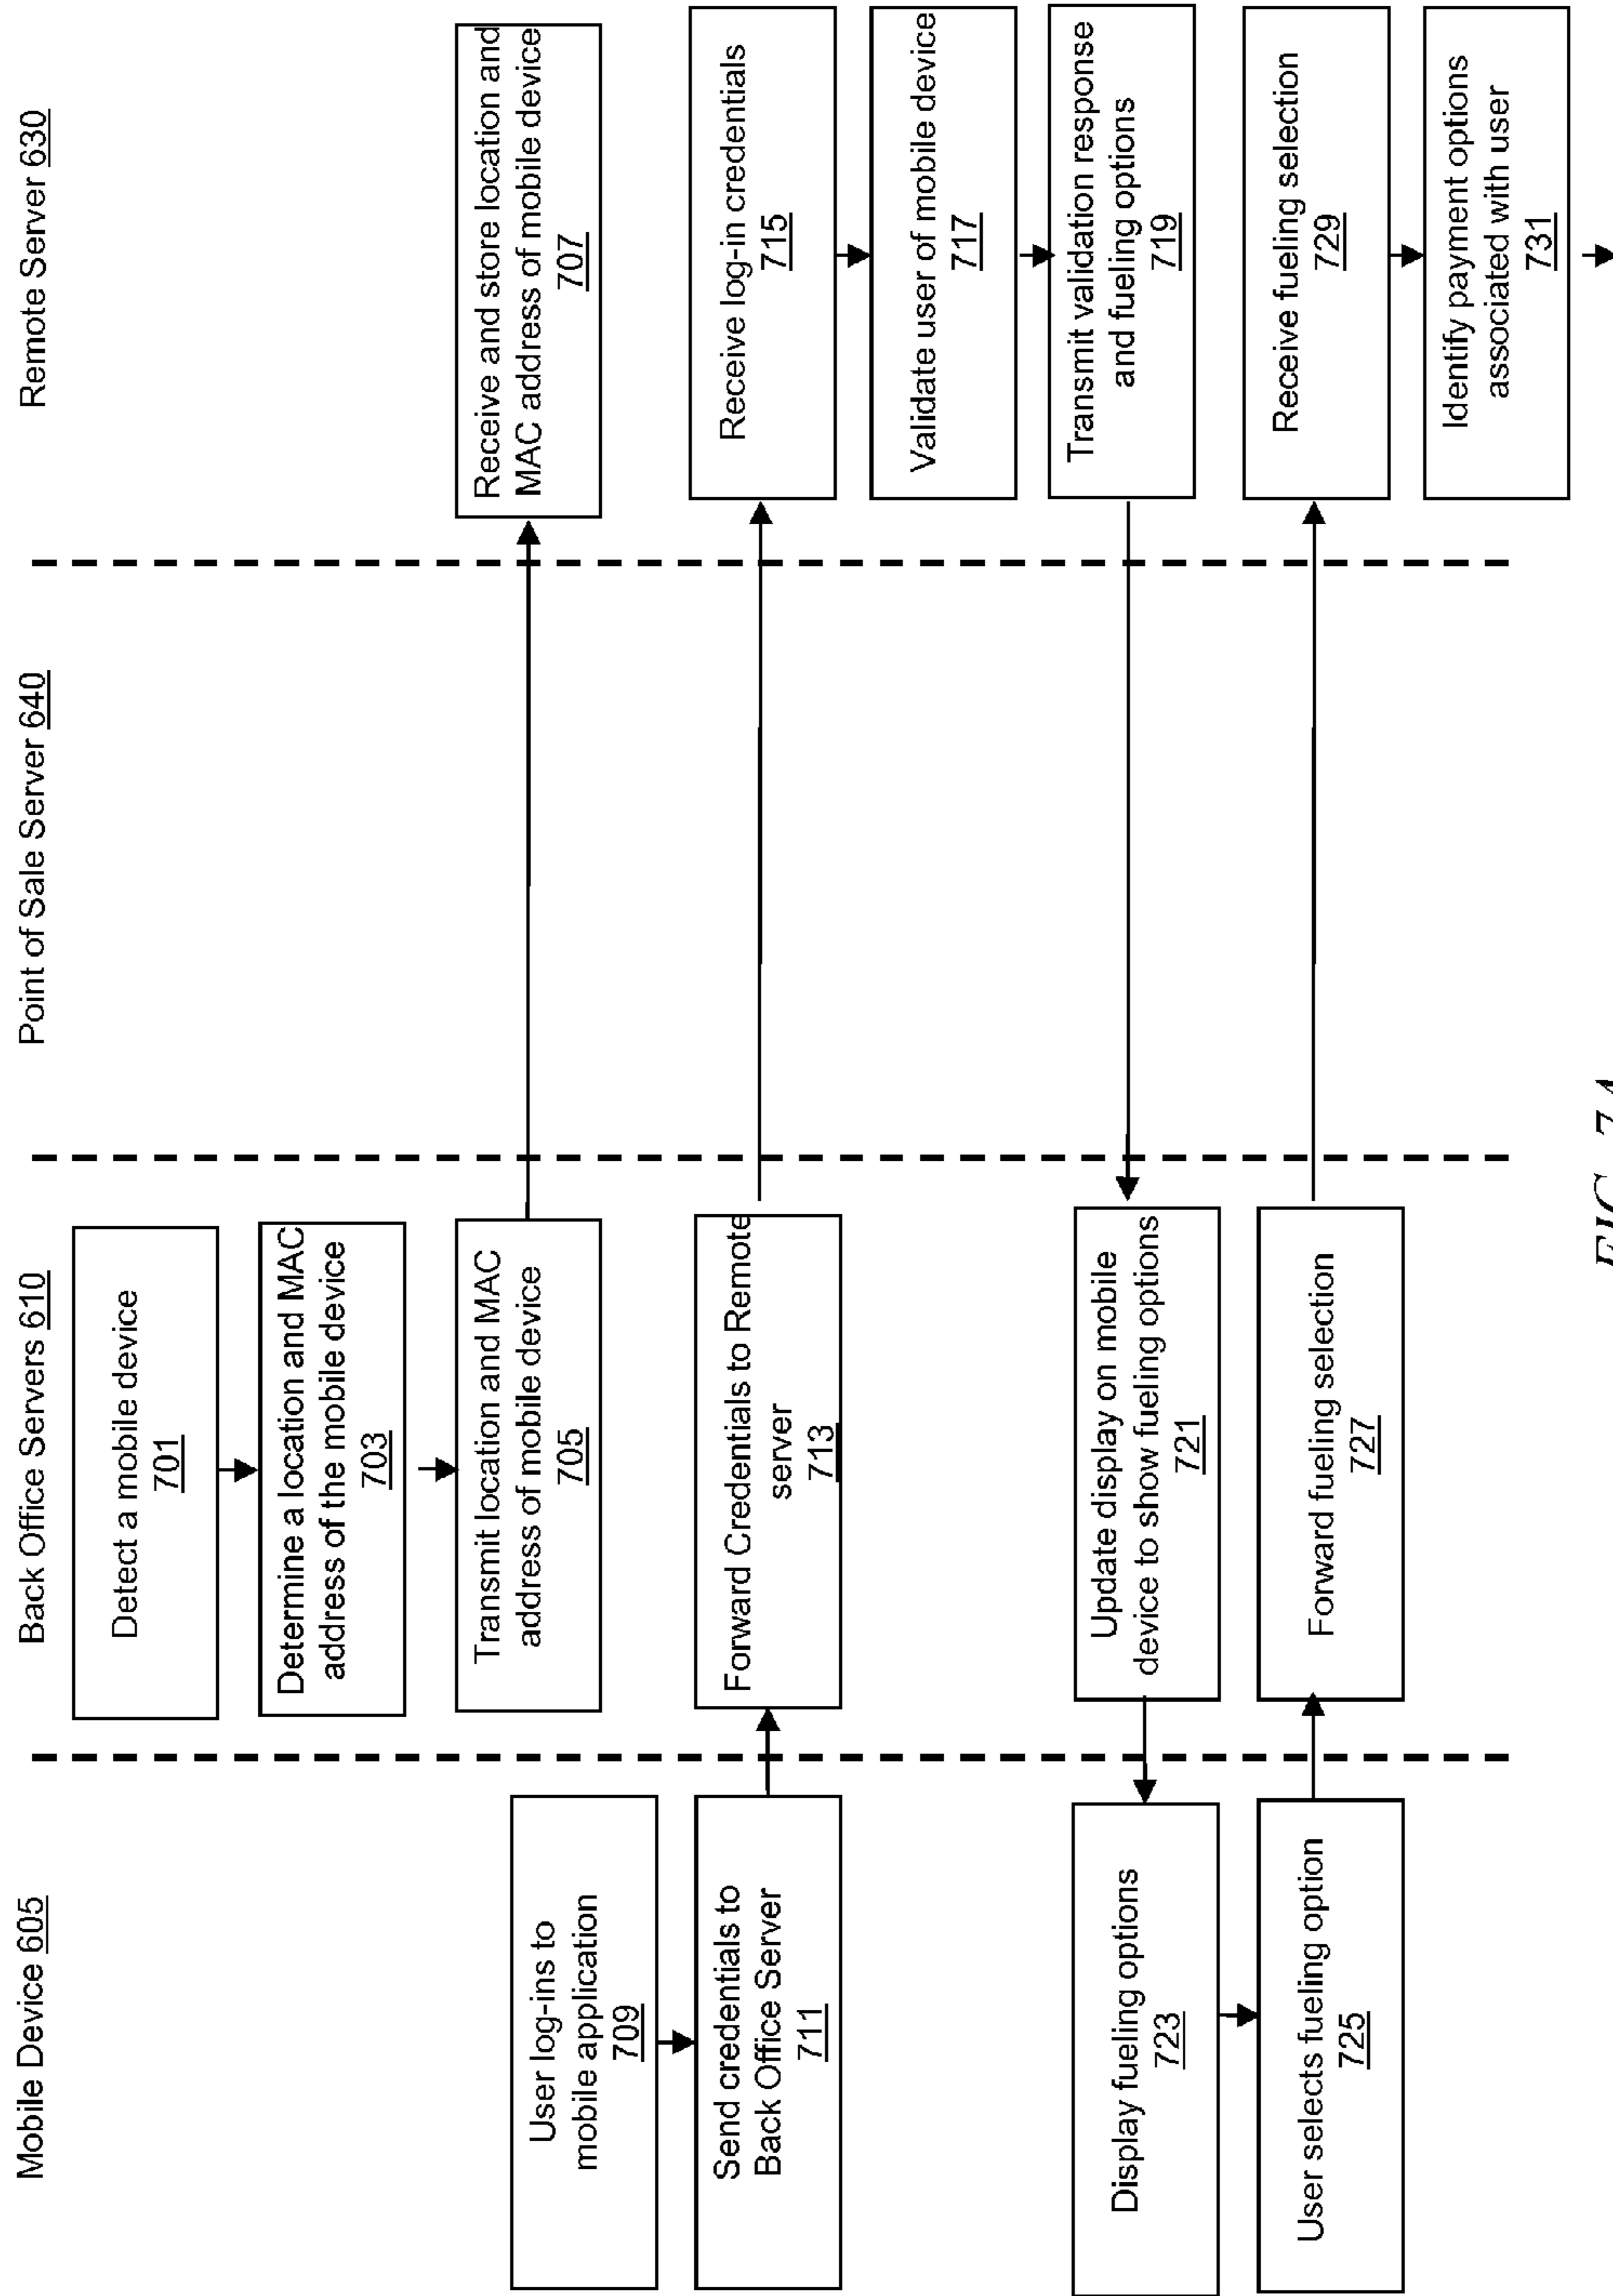 Mobile Device 605
Back Office Servers 610
Point of Sale Server 640
Remote Server 630
Detect a mobile device
701
Determine a location and MAC
address of the mobile device
703
Transmit location and MAC
address of mobile device
705
Receive and store location and
MAC address of mobile device
707
User log-ins to
mobile application
709
Send credentials to
Back Office Server
711
Forward Credentials to Remote
server
713
Receive log-in credentials
715
Validate user of mobile device
717
Transmit validation response
and fueling options
719
Update display on mobile
device to show fueling options
721
Display fueling options
723
User selects fueling option
725
Forward fueling selection
727
Receive fueling selection
729
Identify payment options
associated with user
731
FIG. 7A